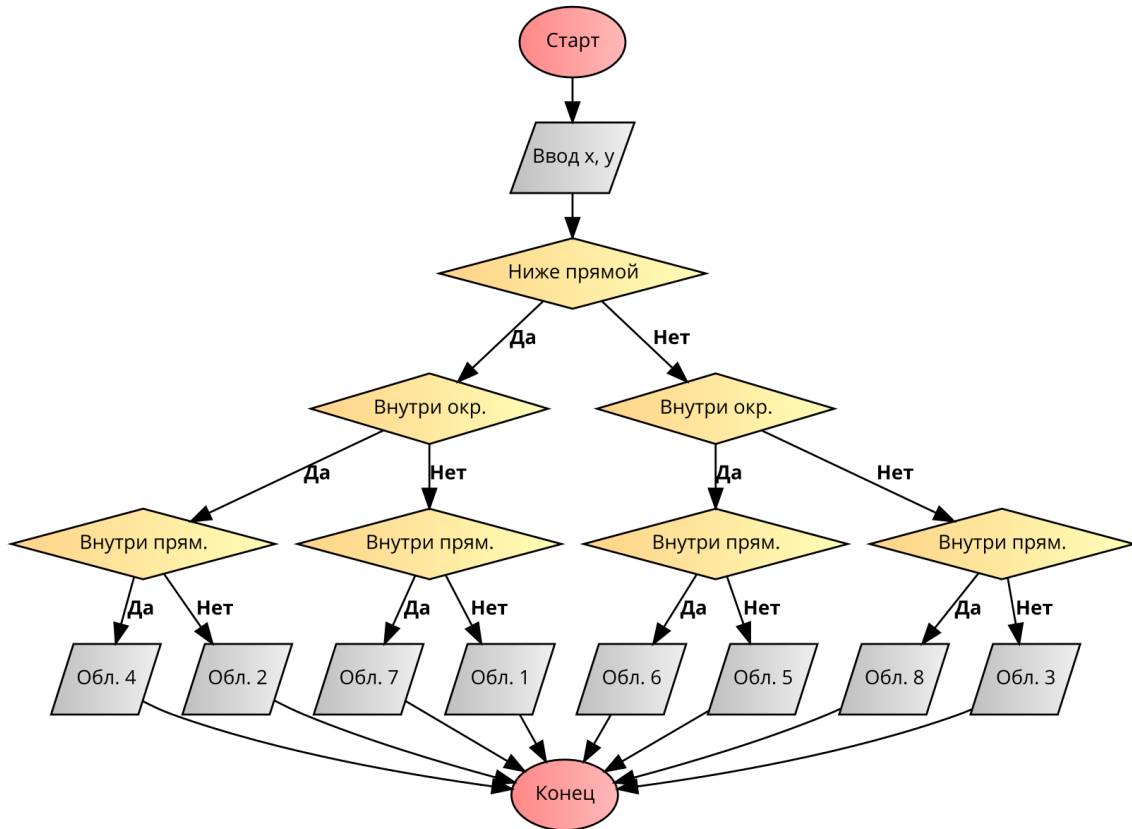 Старт
Ввод x, y
Ниже прямой
Да
Нет
Внутри окр.
Внутри окр.
Да
Нет
Да
Нет
Внутри прям.
Внутри прям.
Внутри прям.
Внутри прям.
Да
Нет
Да
Нет
Да
Нет
Да
Нет
Обл. 4
Обл. 2
Обл. 7
Обл. 1
Обл. 6
Обл. 5
Обл. 8
Обл. 3
Конец